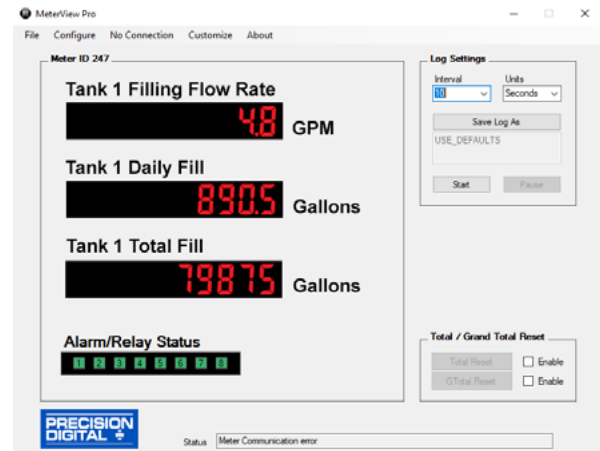 MeterView Pro
File Configure No Connection Customize About
Meter ID 247
Tank 1 Filling Flow Rate
4.8 GPM
Tank 1 Daily Fill
890.5 Gallons
Tank 1 Total Fill
79875 Gallons
Alarm/Relay Status
1 2 3 4 5 6 7 8
Log Settings
Interval Units
10 Seconds
Save Log As
USE_DEFAULTS
Start Pause
Total / Grand Total Reset
Total Reset Enable
GTotal Reset Enable
PRECISION
DIGITAL
Status Meter Communication error